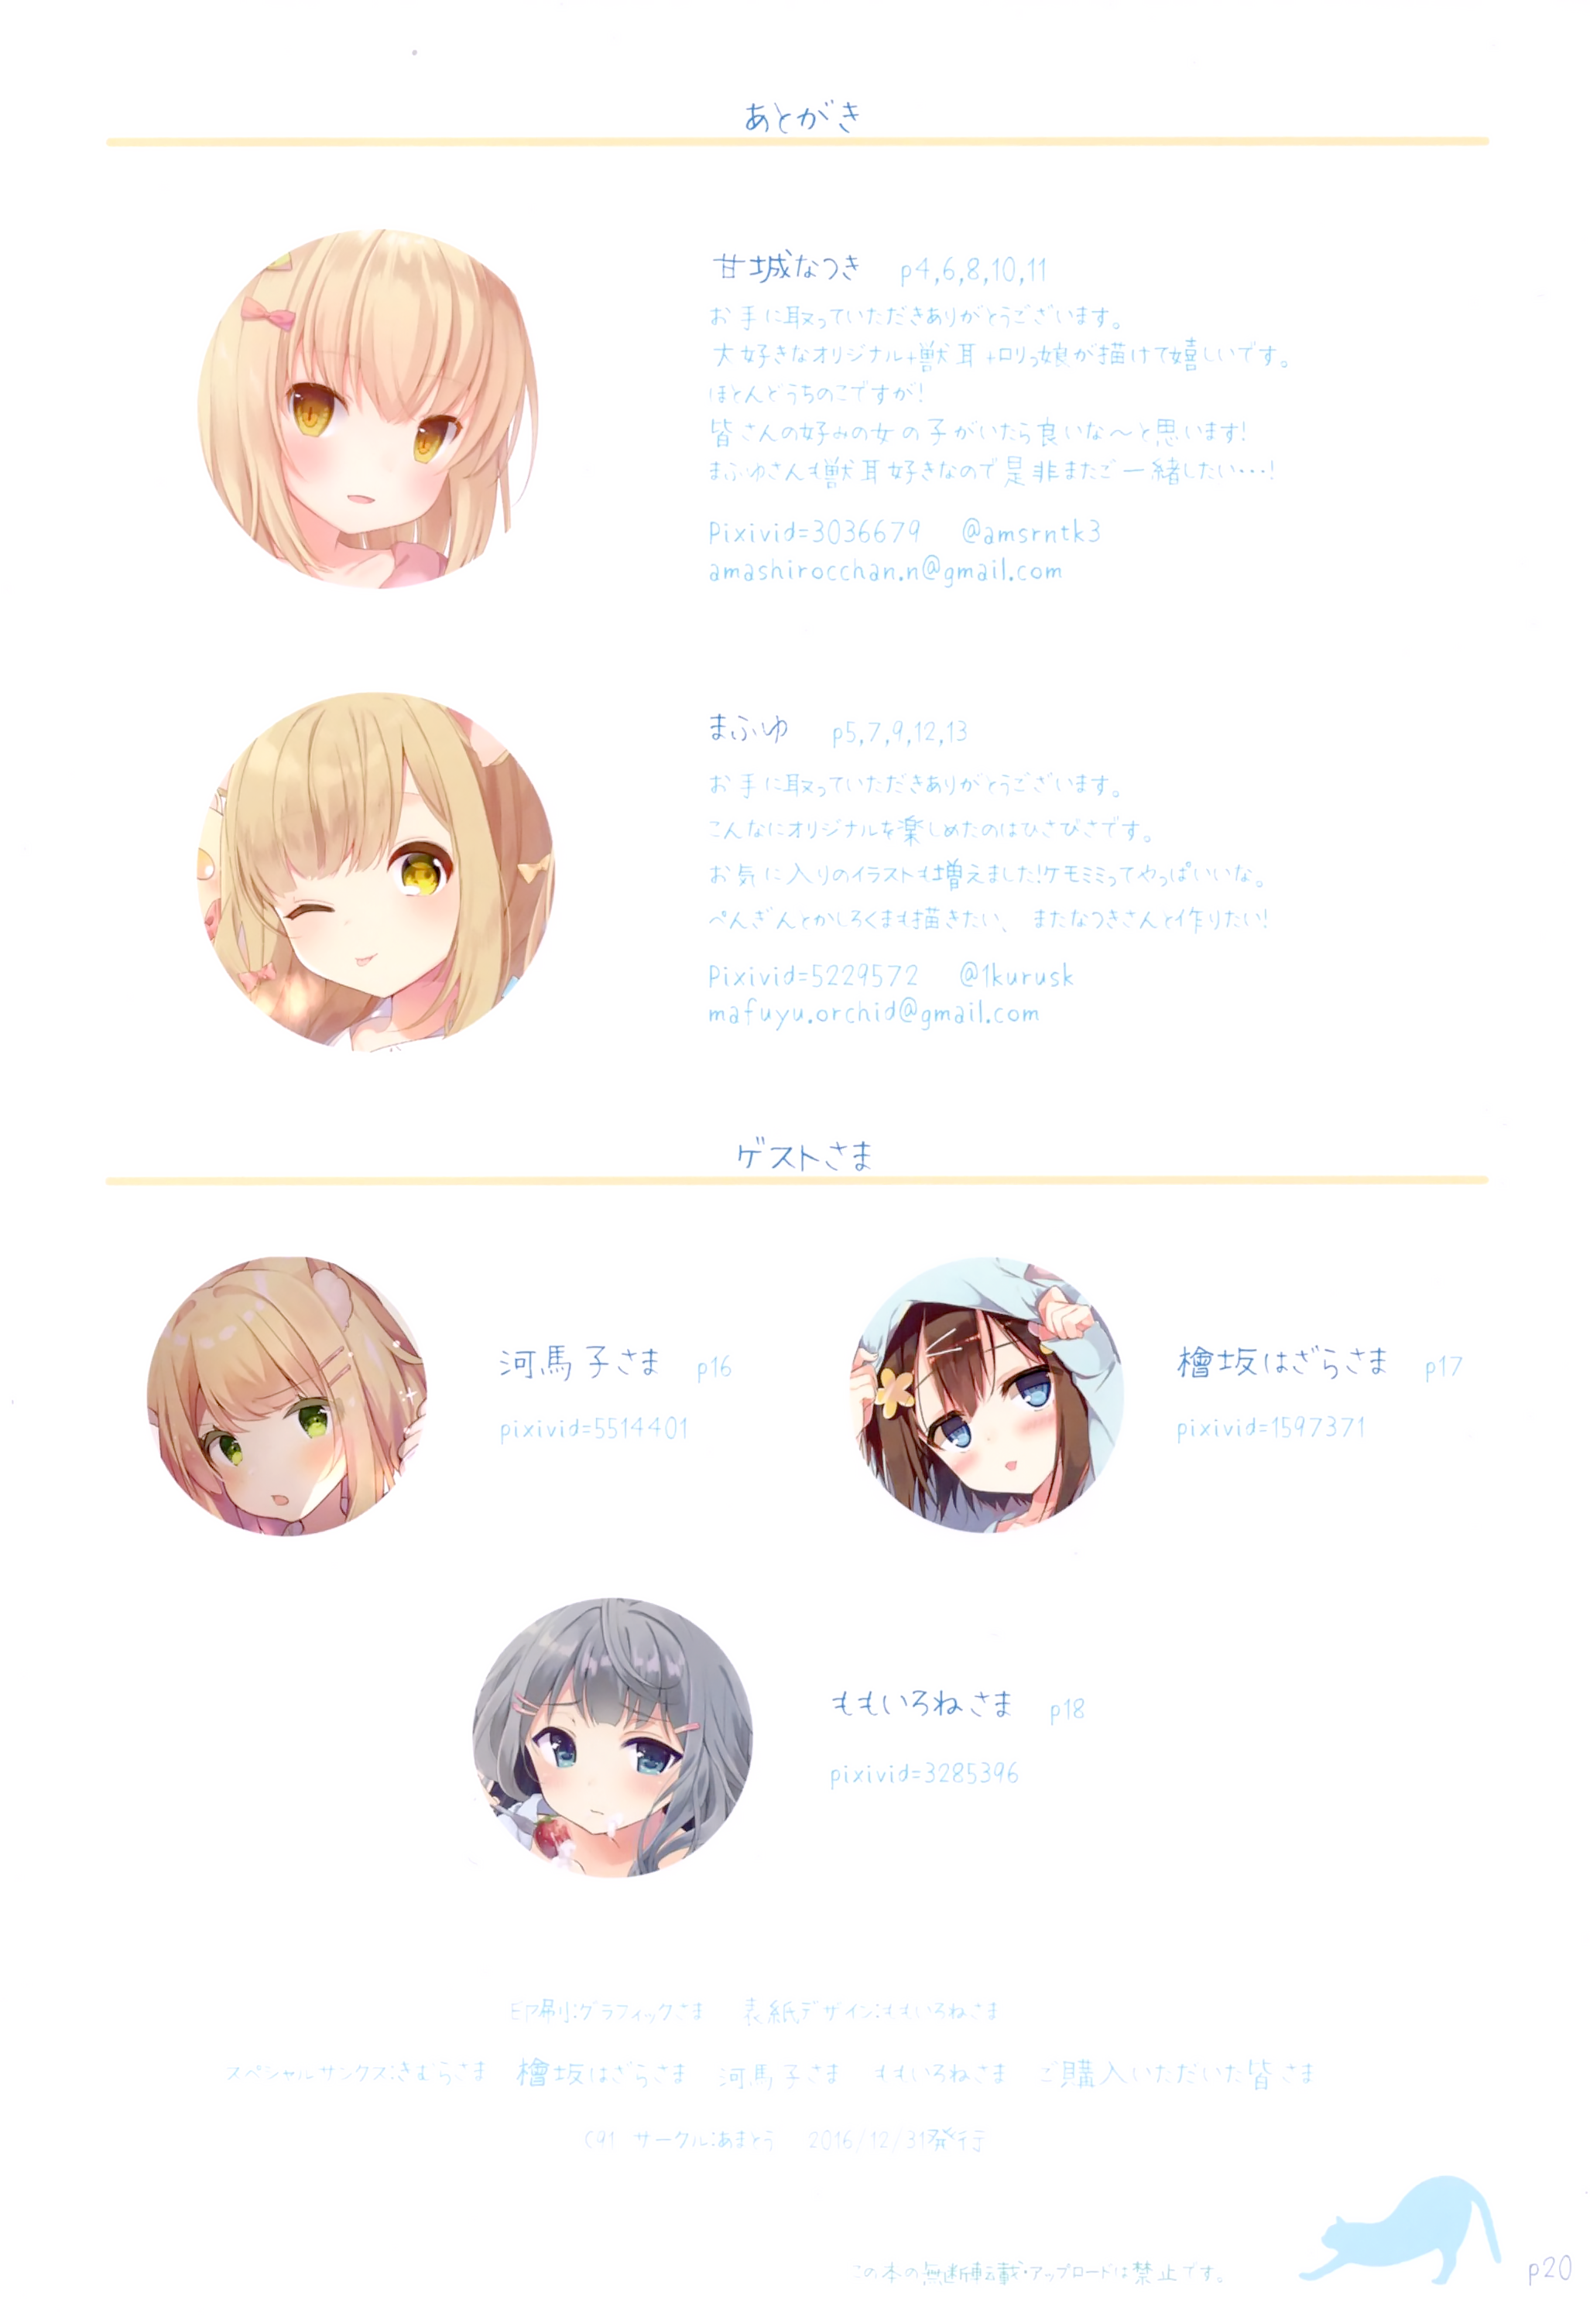 あとがき
甘城なつき p4,6,8,10,11
お手に取っていただきありがとうございます。
大好きなオリジナル+獣耳+ロリっ娘が描けて嬉しいです。
ほとんどうちのこですが!
皆さんの好みの女の子がいたら良いな～と思います!
まふゆさんも獣耳好きなので是非またご一緒したい…!
Pixivid=3036679 @amsrntk3
amashirocchan.n@gmail.com
まふゆ p5,7,9,12,13
お手に取っていただきありがとうございます。
こんなにオリジナルを楽しめたのはひさびさです。
お気に入りのイラストも増えました!ケモミミってやっぱいいな。
ぺんぎんとかしろくまも描きたい、またなつきさんと作りたい!
Pixivid=5229572 @1kurusk
mafuyu.orchid@gmail.com
ゲストさま
河馬子さま p16
pixivid=5514401
檜坂はざらさま p17
pixivid=1597371
ももいろねさま p18
pixivid=3285396
印刷:グラフィックさま 表紙デザイン:ももいろねさま
スペシャルサンクス:きむらさま 檜坂はざらさま 河馬子さま ももいろねさま ご購入いただいた皆さま
C91 サークル:あまとう 2016/12/31発行
この本の無断転載・アップロードは禁止です。
p20